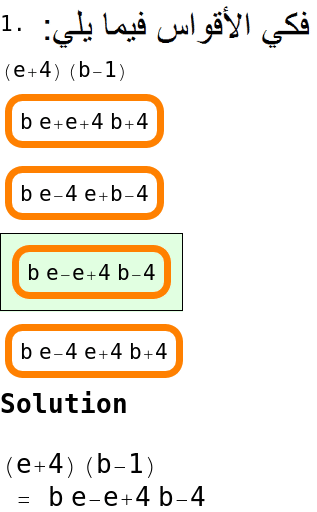 1. فكي الأقواس فيما يلي:
(e+4) (b−1)
b e+e+4 b+4
b e−4 e+b−4
b e−e+4 b−4
b e−4 e+4 b+4
Solution
(e+4) (b−1)
= b e−e+4 b−4